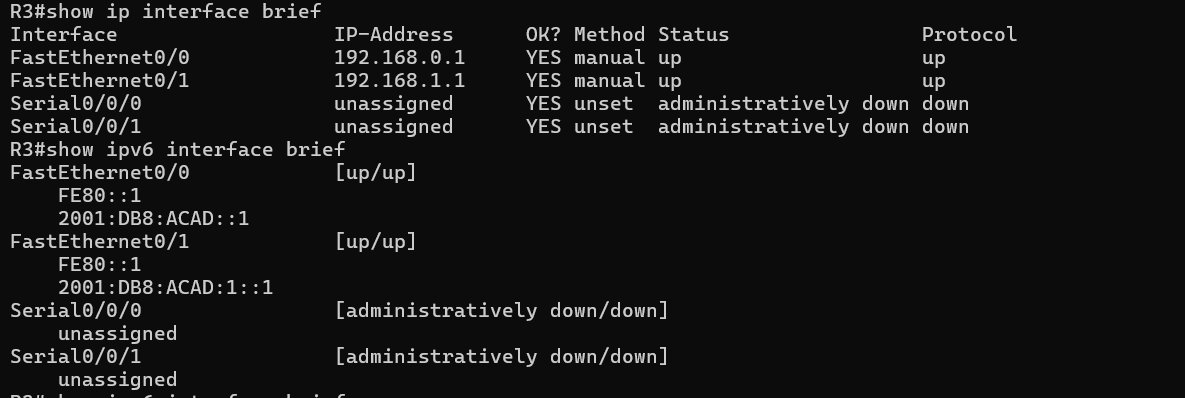 R3#show ip interface brief
Interface                  IP-Address      OK? Method Status                Protocol
FastEthernet0/0            192.168.0.1     YES manual up                    up
FastEthernet0/1            192.168.1.1     YES manual up                    up
Serial0/0/0                unassigned      YES unset  administratively down down
Serial0/0/1                unassigned      YES unset  administratively down down
R3#show ipv6 interface brief
FastEthernet0/0            [up/up]
    FE80::1
    2001:DB8:ACAD::1
FastEthernet0/1            [up/up]
    FE80::1
    2001:DB8:ACAD:1::1
Serial0/0/0                [administratively down/down]
    unassigned
Serial0/0/1                [administratively down/down]
    unassigned